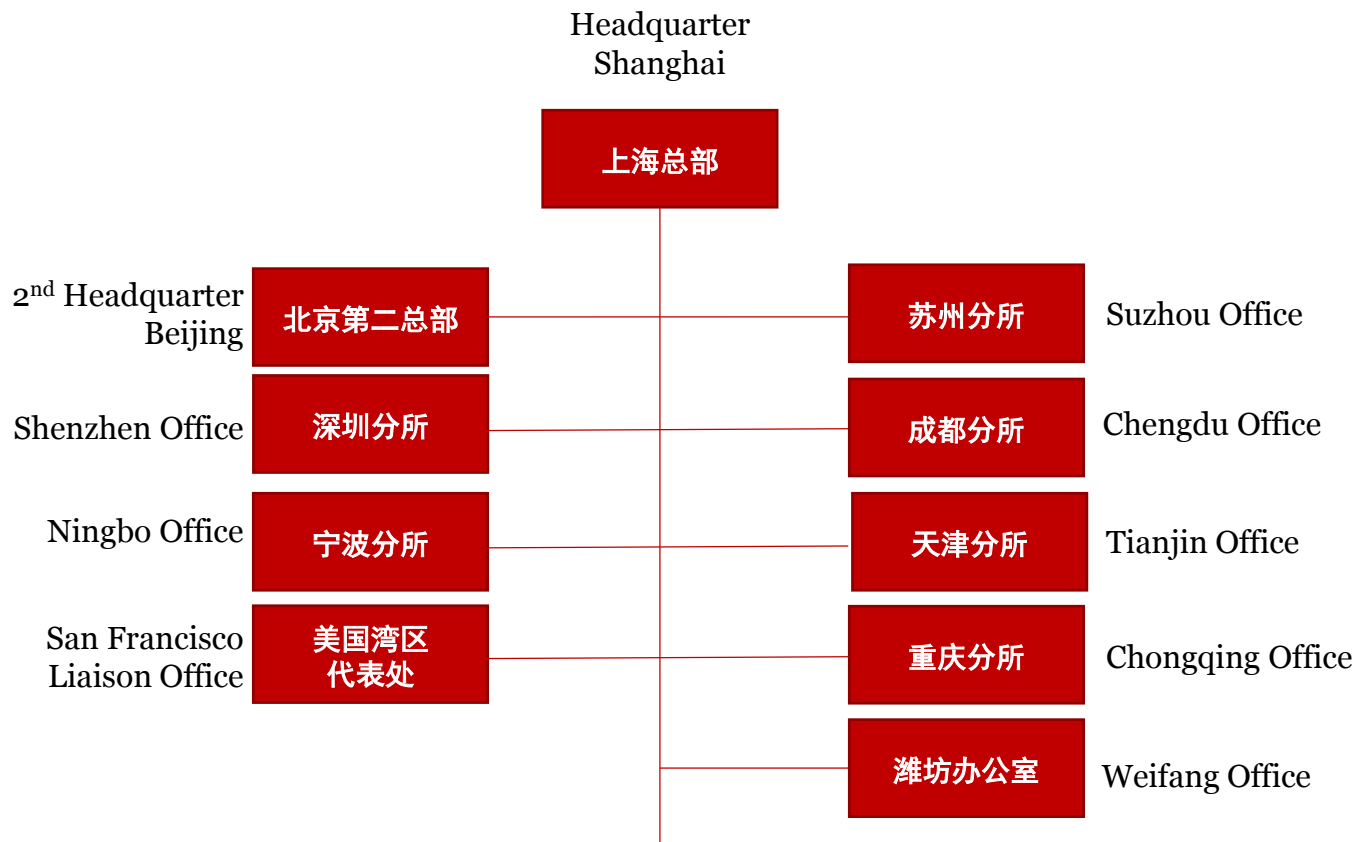 Headquarter
Shanghai
上海总部
2nd Headquarter
Beijing
北京第二总部
苏州分所
Suzhou Office
Shenzhen Office
深圳分所
成都分所
Chengdu Office
Ningbo Office
宁波分所
天津分所
Tianjin Office
San Francisco
Liaison Office
美国湾区
代表处
重庆分所
Chongqing Office
潍坊办公室
Weifang Office